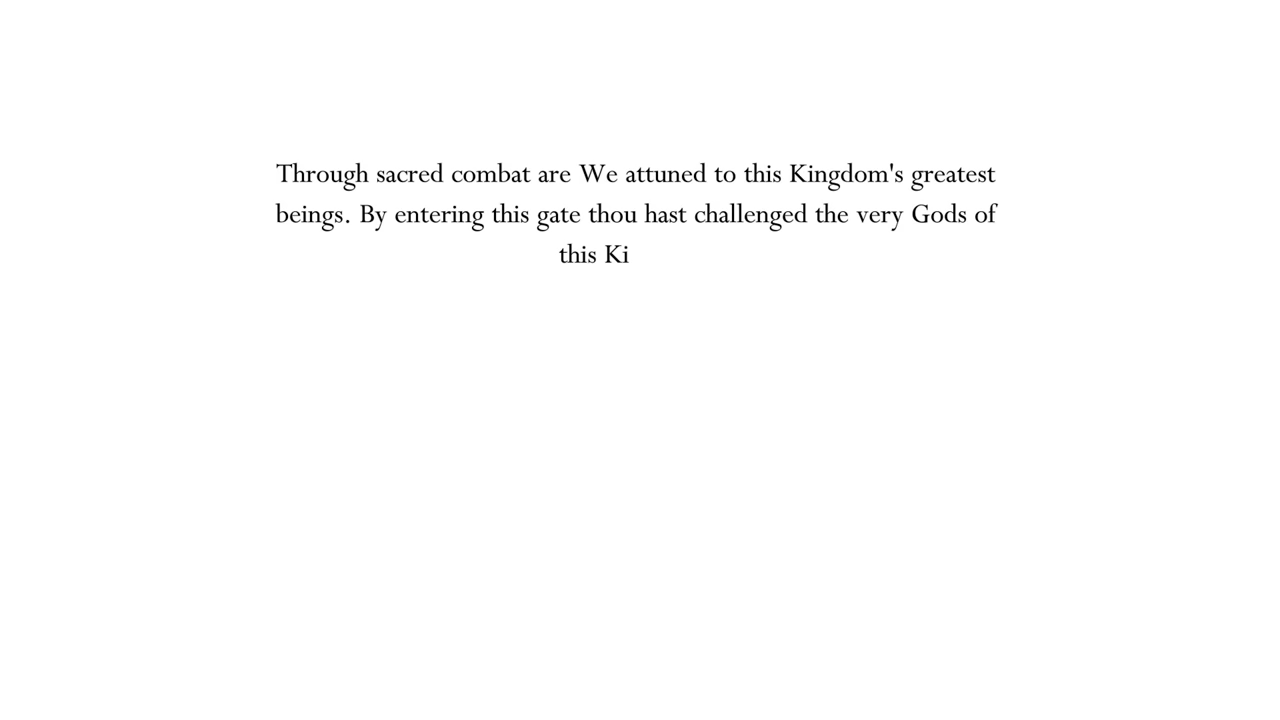 Through sacred combat are We attuned to this Kingdom's greatest
beings. By entering this gate thou hast challenged the very Gods of
this Ki